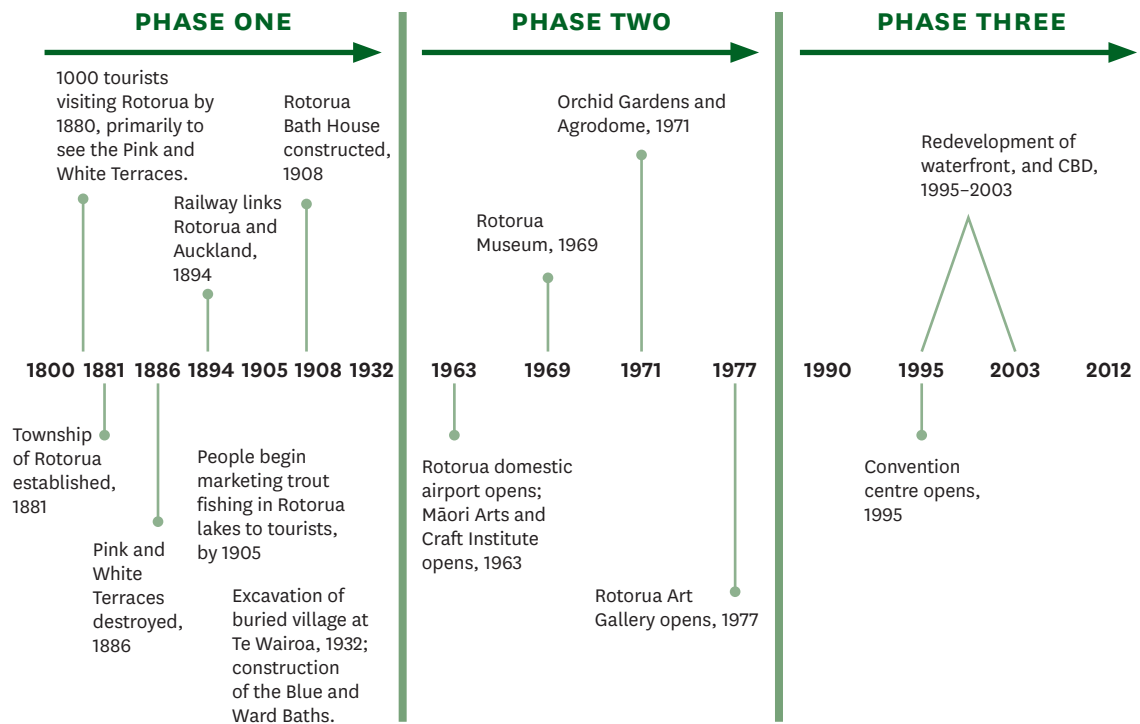 PHASE ONE
1000 tourists
visiting Rotorua by
1880, primarily to
see the Pink and
White Terraces.
Railway links
Rotorua and
Auckland,
1894
Rotorua
Bath House
constructed,
1908
1800 1881 1886 1894 1905 1908 1932
Township
of Rotorua
established,
1881
Pink and
White
Terraces
destroyed,
1886
People begin
marketing trout
fishing in Rotorua
lakes to tourists,
by 1905
Excavation of
buried village at
Te Wairoa, 1932;
construction
of the Blue and
Ward Baths.
PHASE TWO
Orchid Gardens and
Agrodome, 1971
Rotorua
Museum, 1969
1963 1969 1971 1977
Rotorua domestic
airport opens;
Māori Arts and
Craft Institute
opens, 1963
Rotorua Art
Gallery opens, 1977
PHASE THREE
Redevelopment of
waterfront, and CBD,
1995–2003
1990 1995 2003 2012
Convention
centre opens,
1995